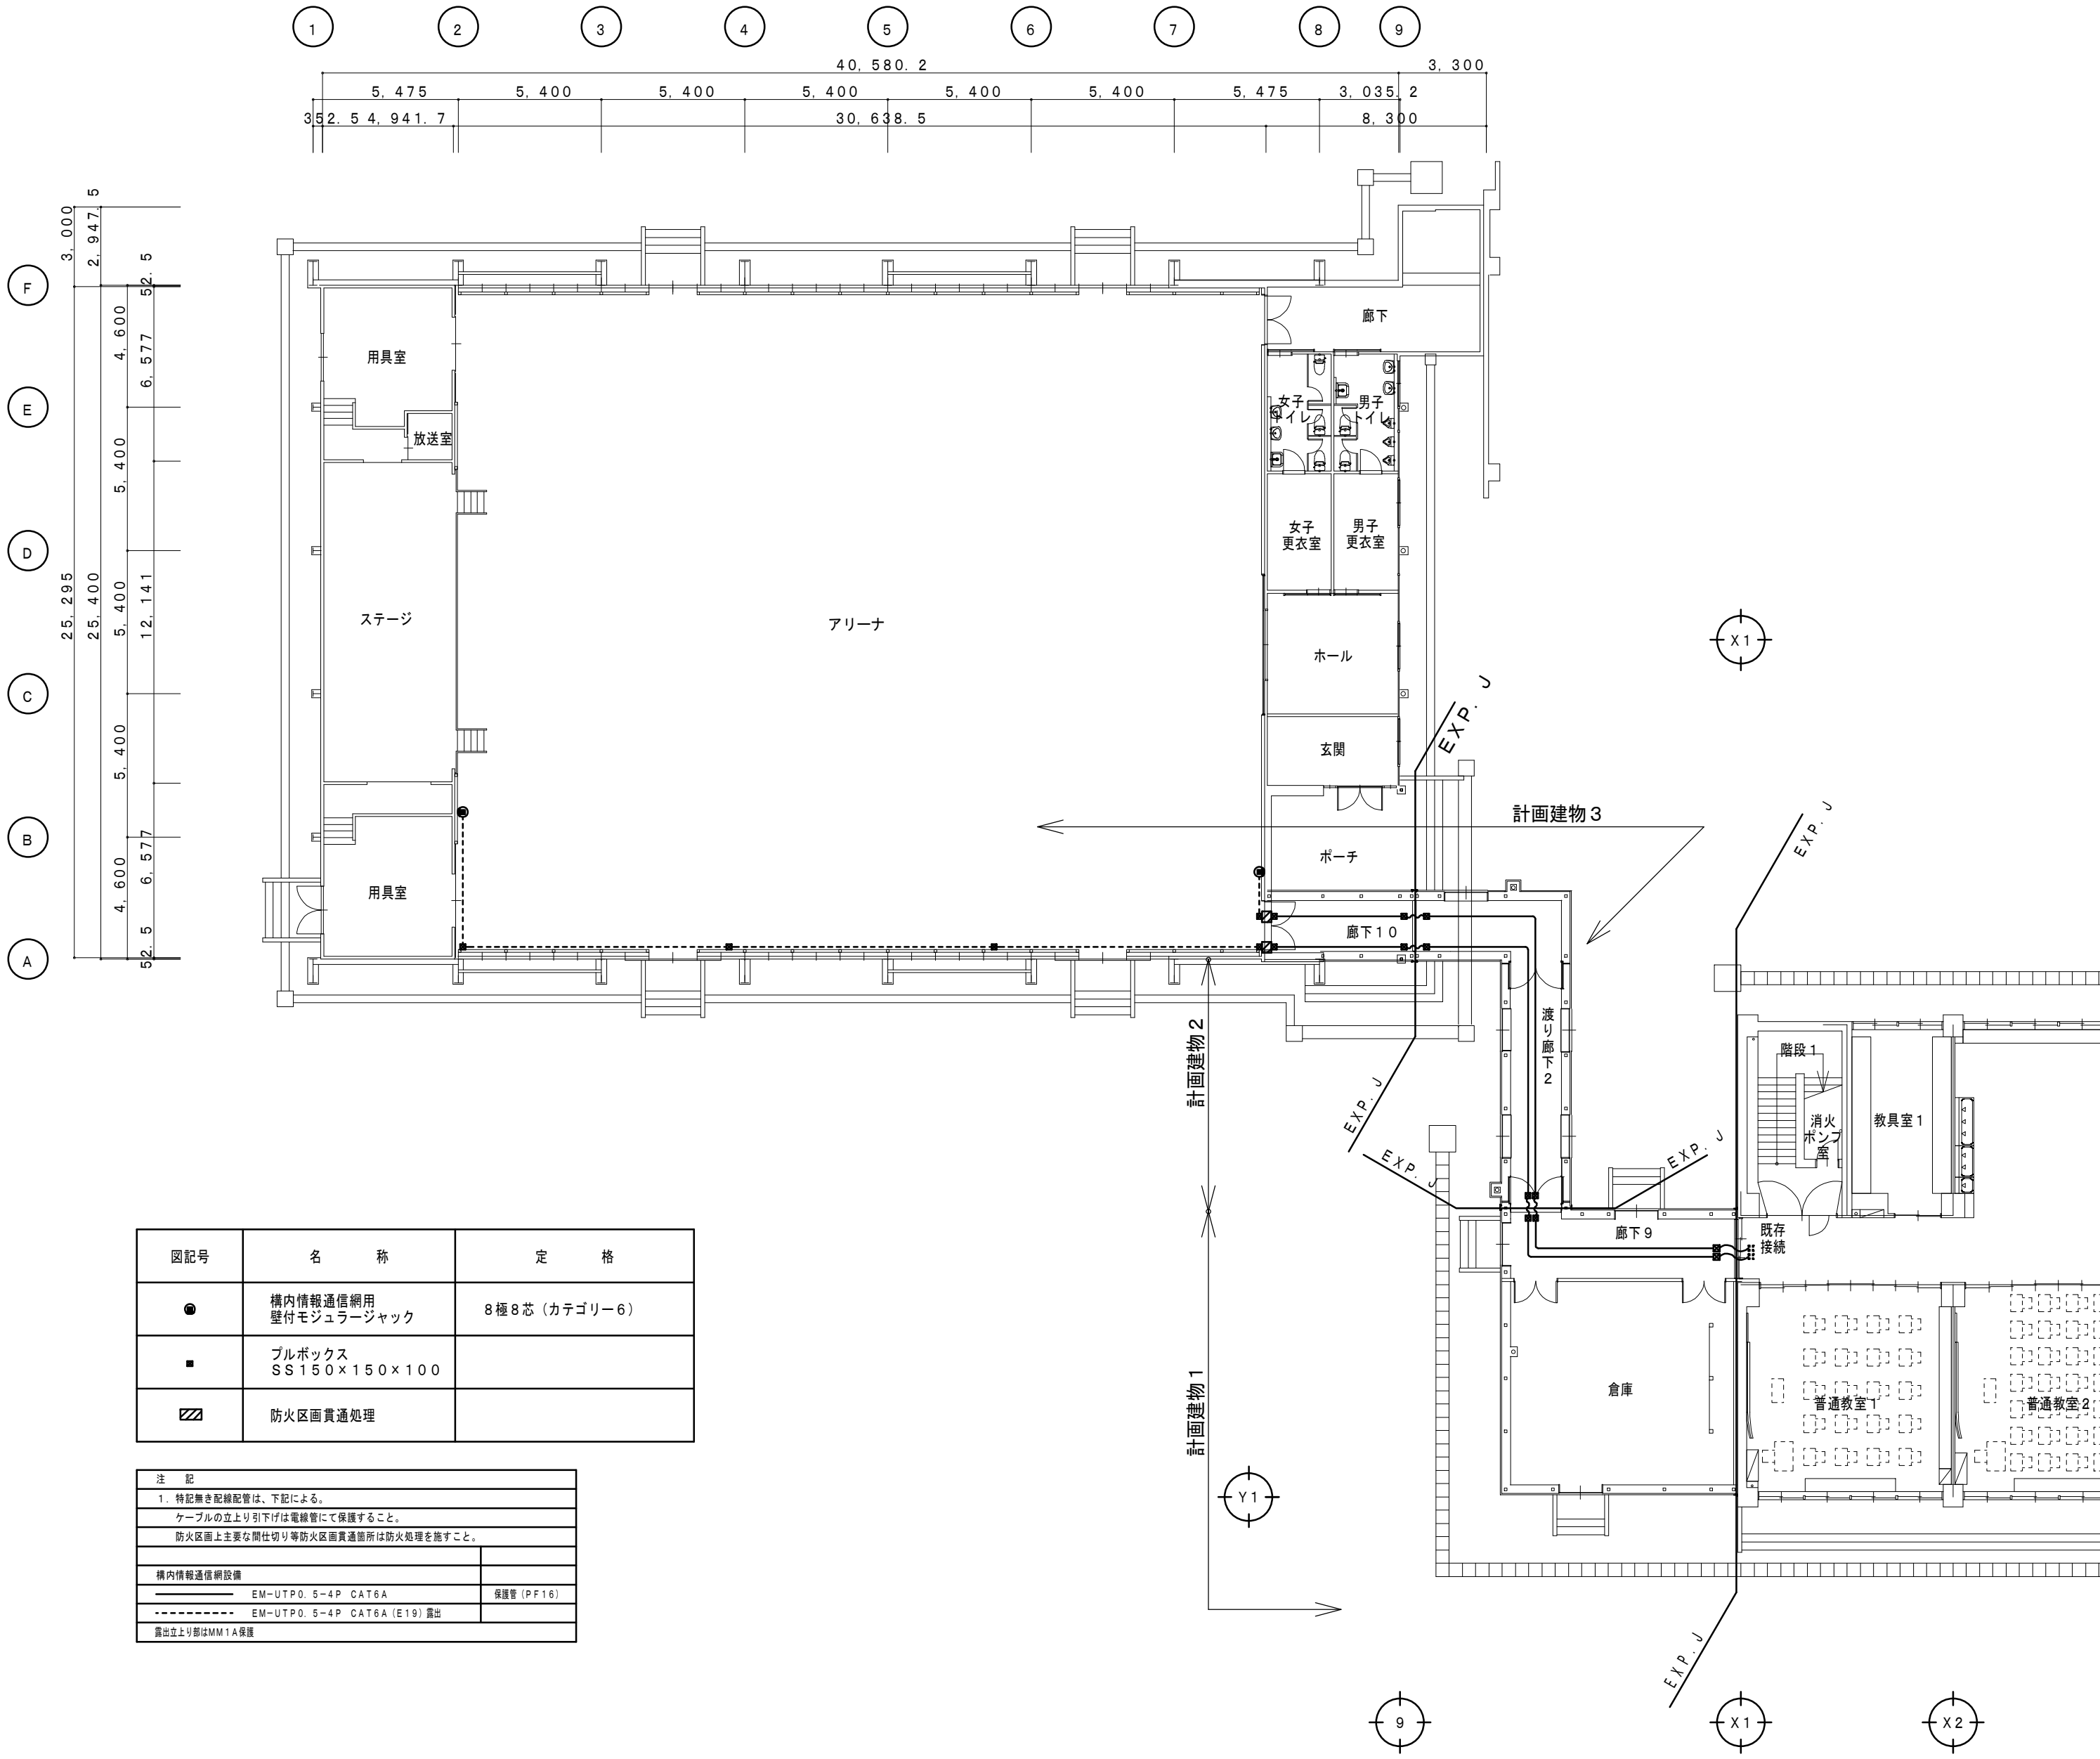 1 2 3 4 5 6 7 8 9
40,580.2 3,300
5,475 5,400 5,400 5,400 5,400 5,400 5,475 3,035.2
352.5 4,941.7 30,638.5 8,300
3,000
2,947.5
52.5
F
4,600
6,577
E
5,400
D
25,295
25,400
5,400
12,141
C
5,400
B
4,600
6,577
A
52.5
廊下
用具室
女子
トイレ
男子
トイレ
放送室
女子
更衣室
男子
更衣室
ステージ
アリーナ
ホール
X1
EXP. J
玄関
計画建物3
EXP. J
ポーチ
用具室
廊下10
計画建物2
渡り廊下2
階段1
EXP. J
消火
ポンプ
室
教具室1
EXP. J
EXP. J
廊下9
既存
接続
計画建物1
倉庫
普通教室1
普通教室2
Y1
EXP. J
9
X1
X2
図記号 名称 定格
構内情報通信網用
壁付モジュラージャック
8極8芯(カテゴリー6)
プルボックス
SS150×150×100
防火区画貫通処理
注 記
1. 特記無き配線配管は、下記による。
ケーブルの立上り引下げは電線管にて保護すること。
防火区画上主要な間仕切り等防火区画貫通箇所は防火処理を施すこと。
構内情報通信網設備
EM-UTP0.5-4P CAT6A 保護管(PF16)
EM-UTP0.5-4P CAT6A(E19)露出
露出立上り部はMM1A保護